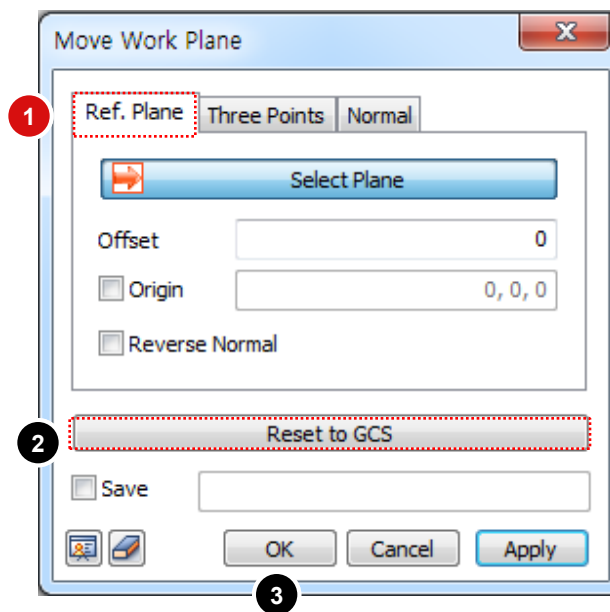 Move Work Plane
x
1
Ref. Plane
Three Points
Normal
Select Plane
Offset
0
Origin
0, 0, 0
Reverse Normal
2
Reset to GCS
Save
OK
Cancel
Apply
3